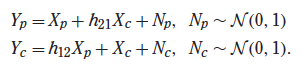 Y_p = X_p + h_{21}X_c + N_p, N_p ∼ 𝒩(0, 1)
Y_c = h_{12}X_p + X_c + N_c, N_c ∼ 𝒩(0, 1).